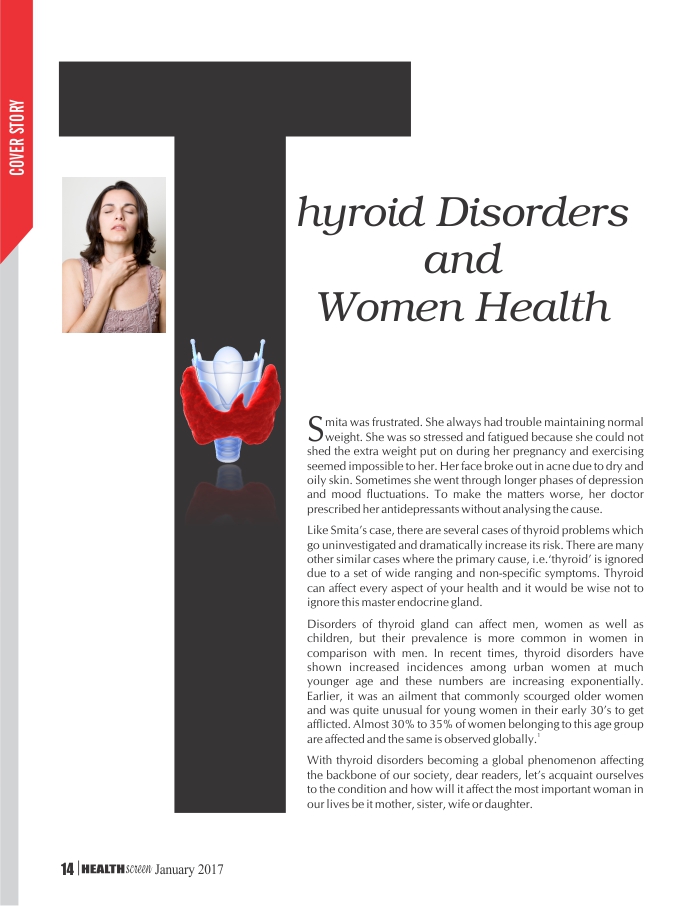 COVER STORY
Thyroid Disorders
and
Women Health
Smita was frustrated. She always had trouble maintaining normal
weight. She was so stressed and fatigued because she could not
shed the extra weight put on during her pregnancy and exercising
seemed impossible to her. Her face broke out in acne due to dry and
oily skin. Sometimes she went through longer phases of depression
and mood fluctuations. To make the matters worse, her doctor
prescribed her antidepressants without analysing the cause.
Like Smita's case, there are several cases of thyroid problems which
go uninvestigated and dramatically increase its risk. There are many
other similar cases where the primary cause, i.e.'thyroid' is ignored
due to a set of wide ranging and non-specific symptoms. Thyroid
can affect every aspect of your health and it would be wise not to
ignore this master endocrine gland.
Disorders of thyroid gland can affect men, women as well as
children, but their prevalence is more common in women in
comparison with men. In recent times, thyroid disorders have
shown increased incidences among urban women at much
younger age and these numbers are increasing exponentially.
Earlier, it was an ailment that commonly scourged older women
and was quite unusual for young women in their early 30's to get
afflicted. Almost 30% to 35% of women belonging to this age group
are affected and the same is observed globally.1
With thyroid disorders becoming a global phenomenon affecting
the backbone of our society, dear readers, let's acquaint ourselves
to the condition and how will it affect the most important woman in
our lives be it mother, sister, wife or daughter.
14 | HEALTHscreen January 2017